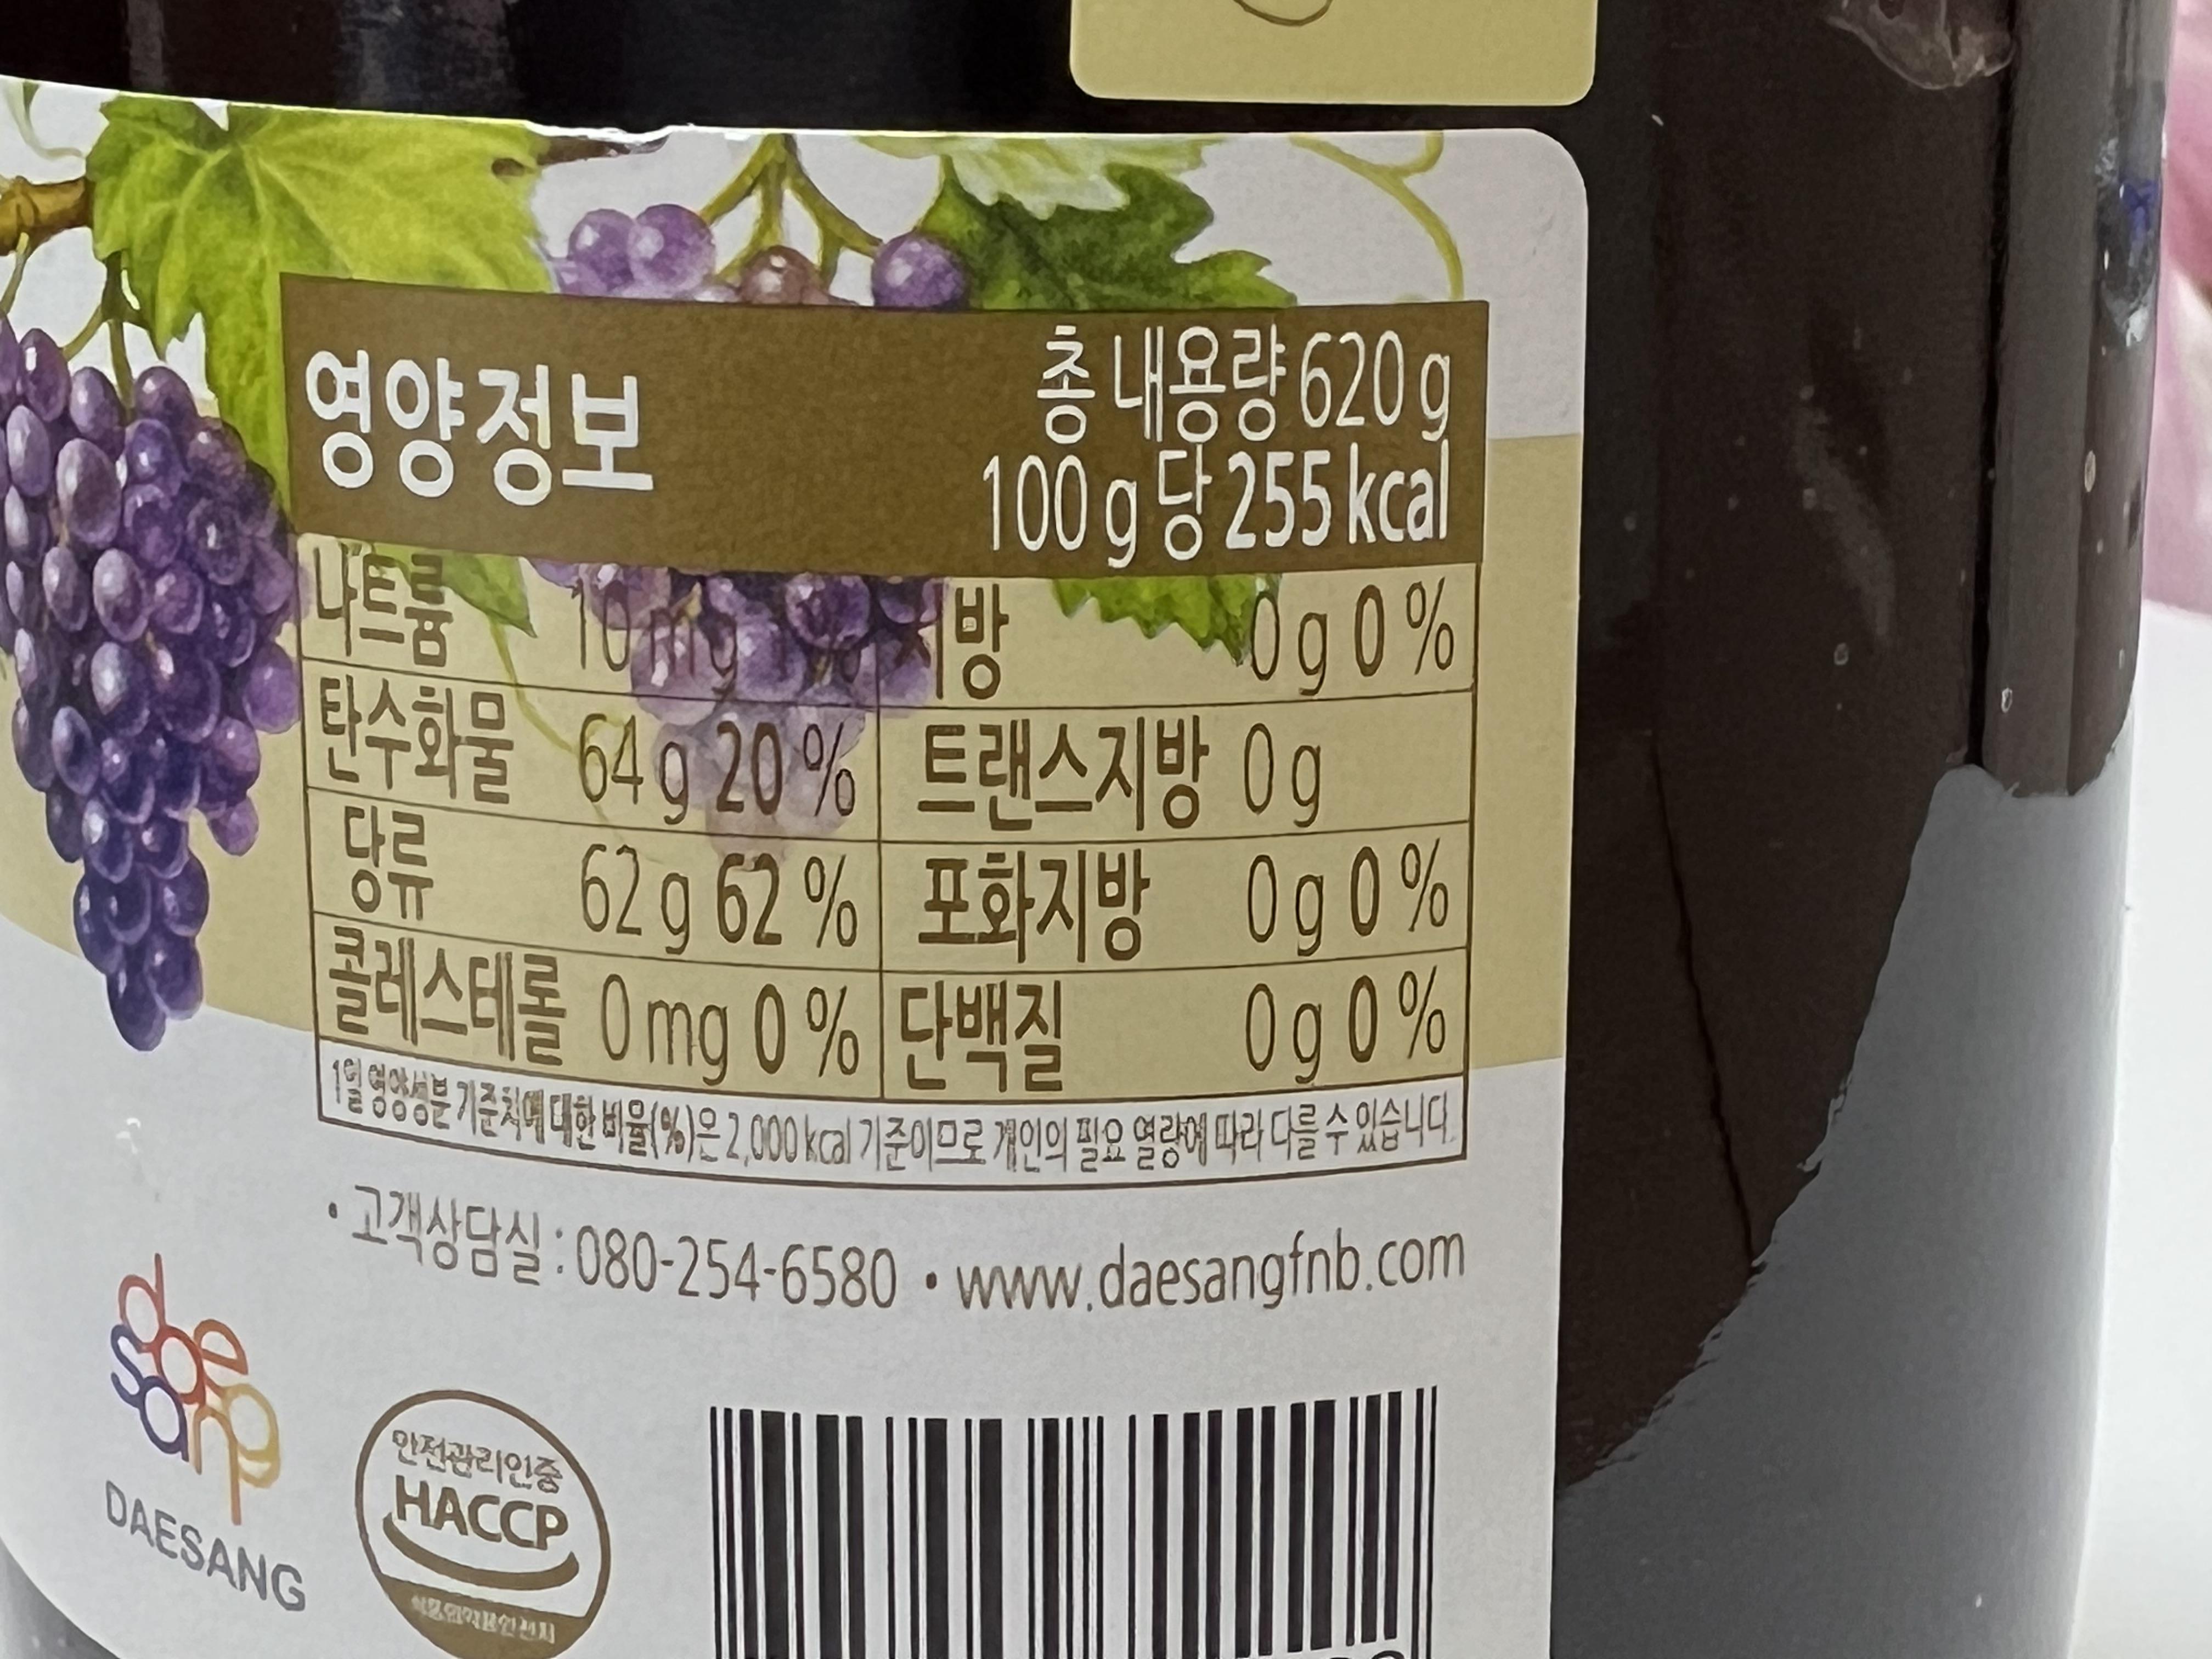 영양정보
총 내용량 620 g
100 g 당 255 kcal
나트륨 10 mg
지방 0 g 0 %
탄수화물 64 g 20 %
트랜스지방 0 g
당류 62 g 62 %
포화지방 0 g 0 %
콜레스테롤 0 mg 0 %
단백질 0 g 0 %
1일 영양성분 기준치에 대한 비율(%)은 2,000 kcal 기준이므로 개인의 필요 열량에 따라 다를 수 있습니다.
• 고객상담실 : 080-254-6580 • www.daesangfnb.com
daesang
DAESANG
안전관리인증
HACCP